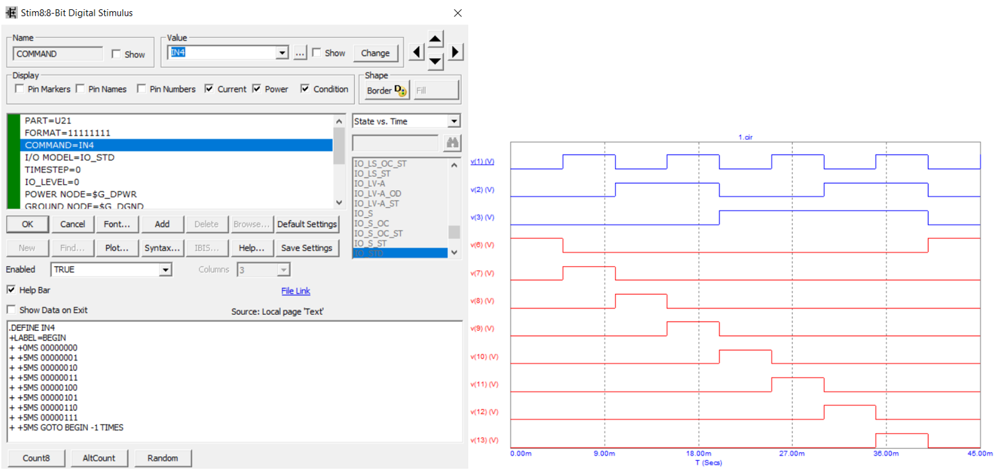 Stim8:8-Bit Digital Stimulus
Name
COMMAND
Show
Value
IN4
...
Show
Change
Display
Pin Markers
Pin Names
Pin Numbers
Current
Power
Condition
Shape
Border
Fill
PART=U21
FORMAT=11111111
COMMAND=IN4
I/O MODEL=IO_STD
TIMESTEP=0
IO_LEVEL=0
POWER NODE=$G_DPWR
GROUND NODE=$G_DGND
State vs. Time
IO_LS_OC_ST
IO_LS_ST
IO_LV-A
IO_LV-A_OD
IO_LV-A_ST
IO_S
IO_S_OC
IO_S_OC_ST
IO_S_ST
IO_STD
OK
Cancel
Font...
Add
Delete
Browse...
Default Settings
New
Find...
Plot...
Syntax...
IBIS...
Help...
Save Settings
Enabled
TRUE
Columns
3
Help Bar
File Link
Show Data on Exit
Source: Local page 'Text'
.DEFINE IN4
+LABEL=BEGIN
+ +0MS 00000000
+ +5MS 00000001
+ +5MS 00000010
+ +5MS 00000011
+ +5MS 00000100
+ +5MS 00000101
+ +5MS 00000110
+ +5MS 00000111
+ +5MS GOTO BEGIN -1 TIMES
Count8
AltCount
Random
1.cir
v(1) (V)
v(2) (V)
v(3) (V)
v(6) (V)
v(7) (V)
v(8) (V)
v(9) (V)
v(10) (V)
v(11) (V)
v(12) (V)
v(13) (V)
0.00m
9.00m
18.00m
27.00m
36.00m
45.00m
T (Secs)